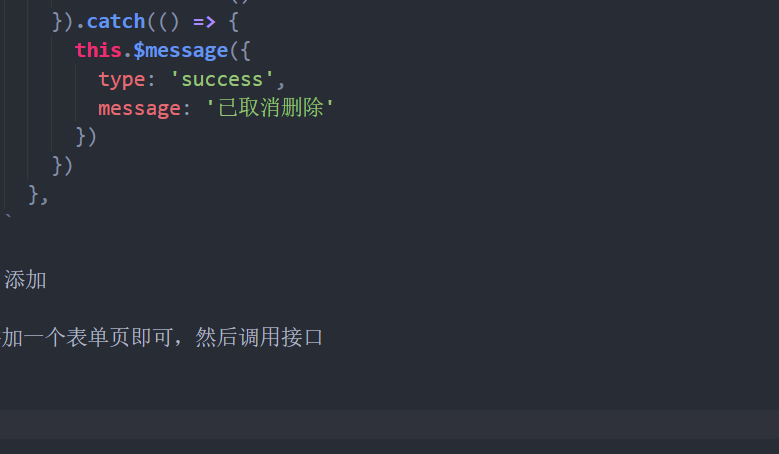 }).catch(() => {
this.$message({
type: 'success',
message: '已取消删除'
})
})
},
`
添加
加一个表单页即可，然后调用接口